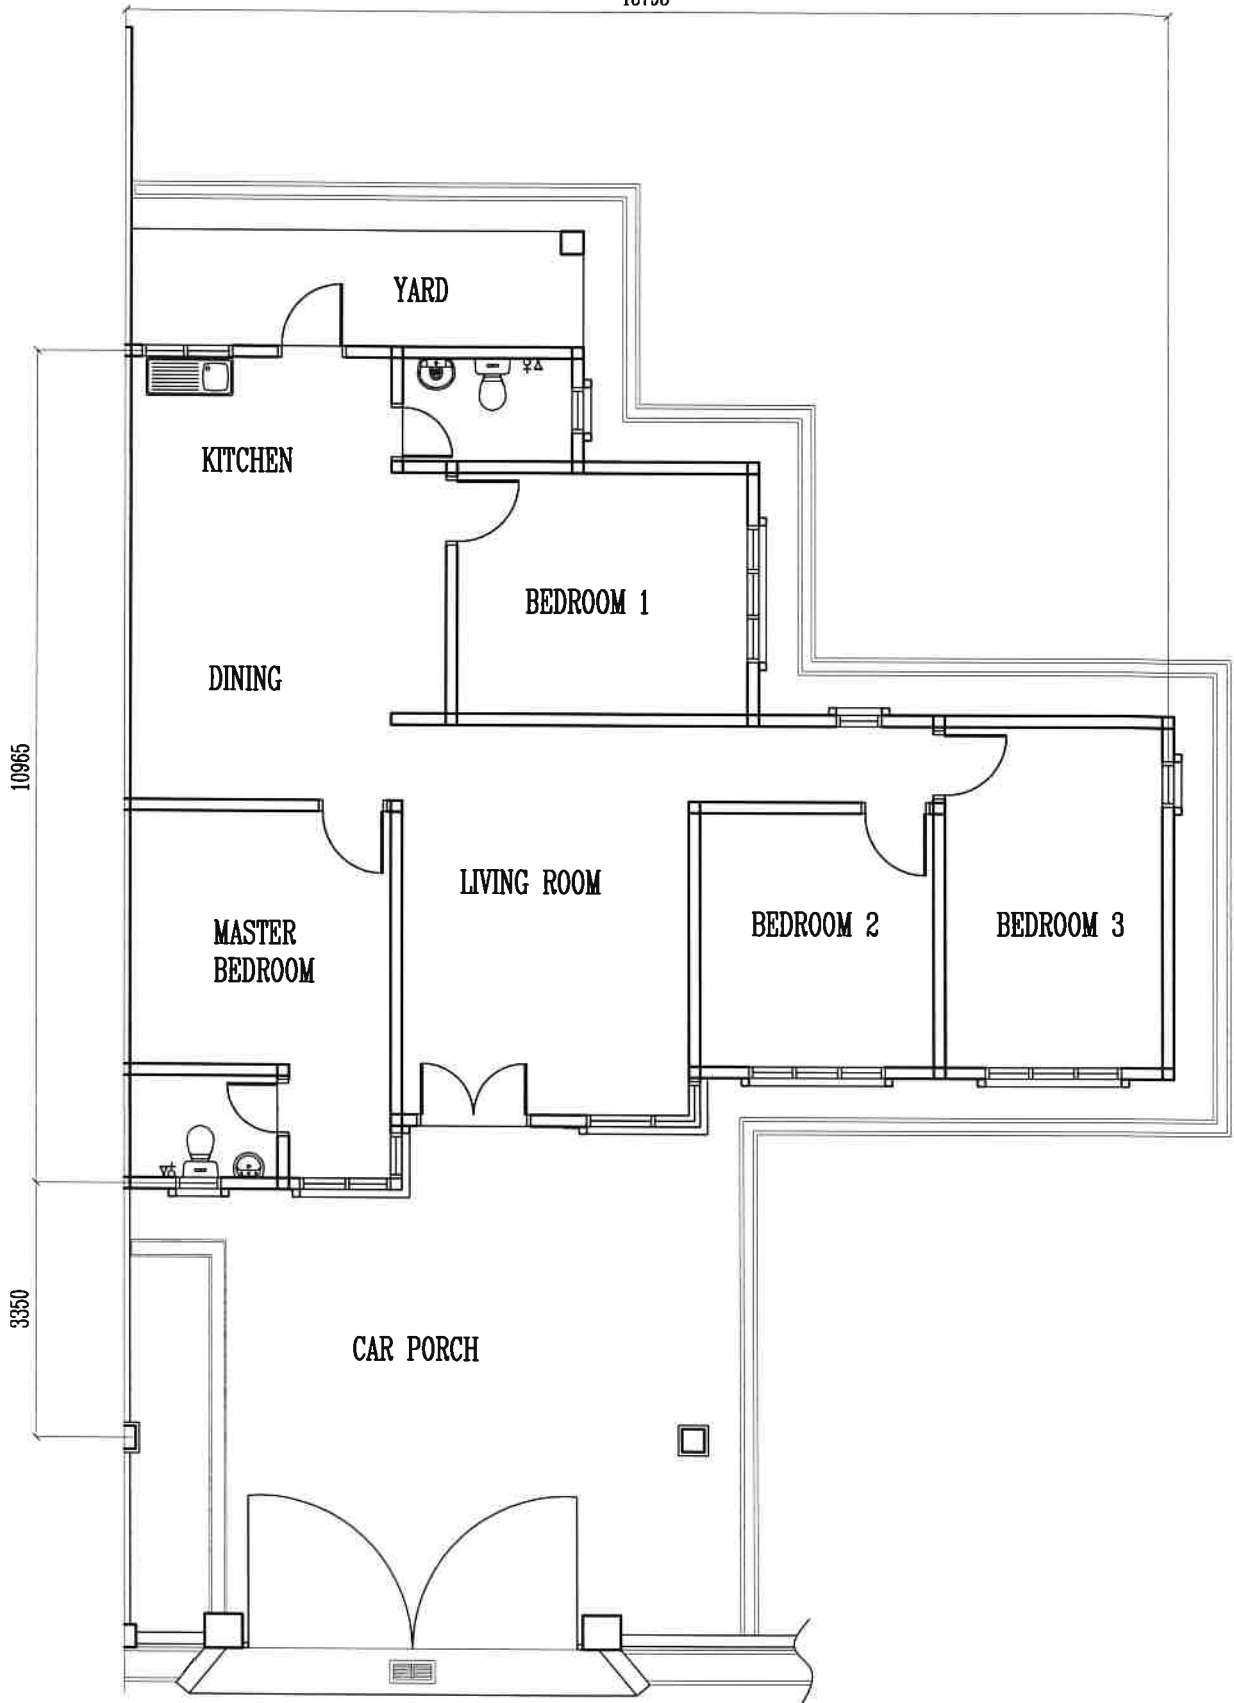 YARD
KITCHEN
BEDROOM 1
DINING
10965
LIVING ROOM
MASTER
BEDROOM
BEDROOM 2
BEDROOM 3
3350
CAR PORCH